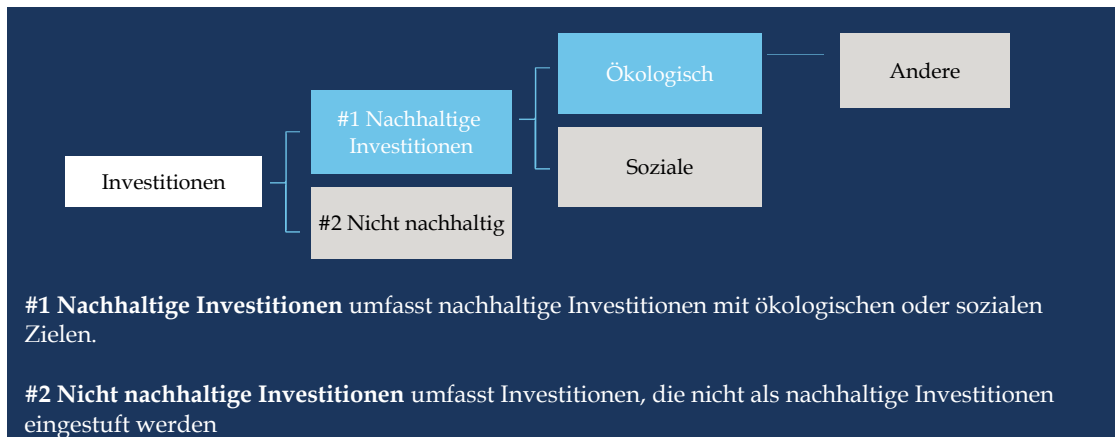 Ökologisch
Andere
#1 Nachhaltige
Investitionen
Investitionen
Soziale
#2 Nicht nachhaltig
#1 Nachhaltige Investitionen umfasst nachhaltige Investitionen mit ökologischen oder sozialen
Zielen.
#2 Nicht nachhaltige Investitionen umfasst Investitionen, die nicht als nachhaltige Investitionen
eingestuft werden